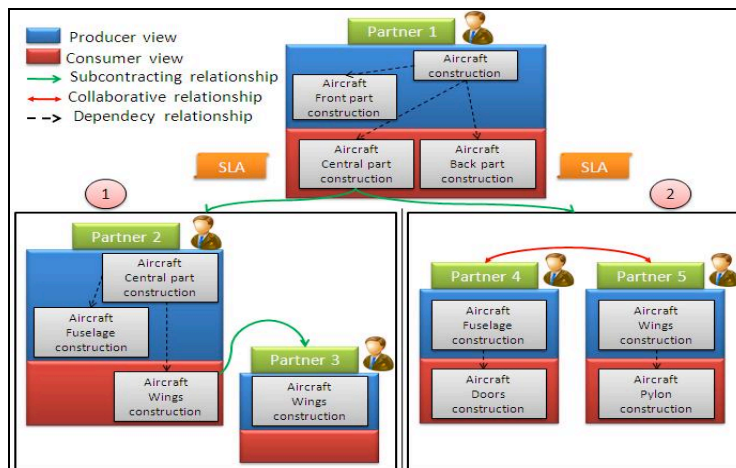 Producer view
Consumer view
Subcontracting relationship
Collaborative relationship
Dependecy relationship
Partner 1
Aircraft
construction
Aircraft
Front part
construction
Aircraft
Central part
construction
Aircraft
Back part
construction
SLA
SLA
1
2
Partner 2
Aircraft
Central part
construction
Aircraft
Fuselage
construction
Aircraft
Wings
construction
Partner 3
Aircraft
Wings
construction
Partner 4
Aircraft
Fuselage
construction
Aircraft
Doors
construction
Partner 5
Aircraft
Wings
construction
Aircraft
Pylon
construction